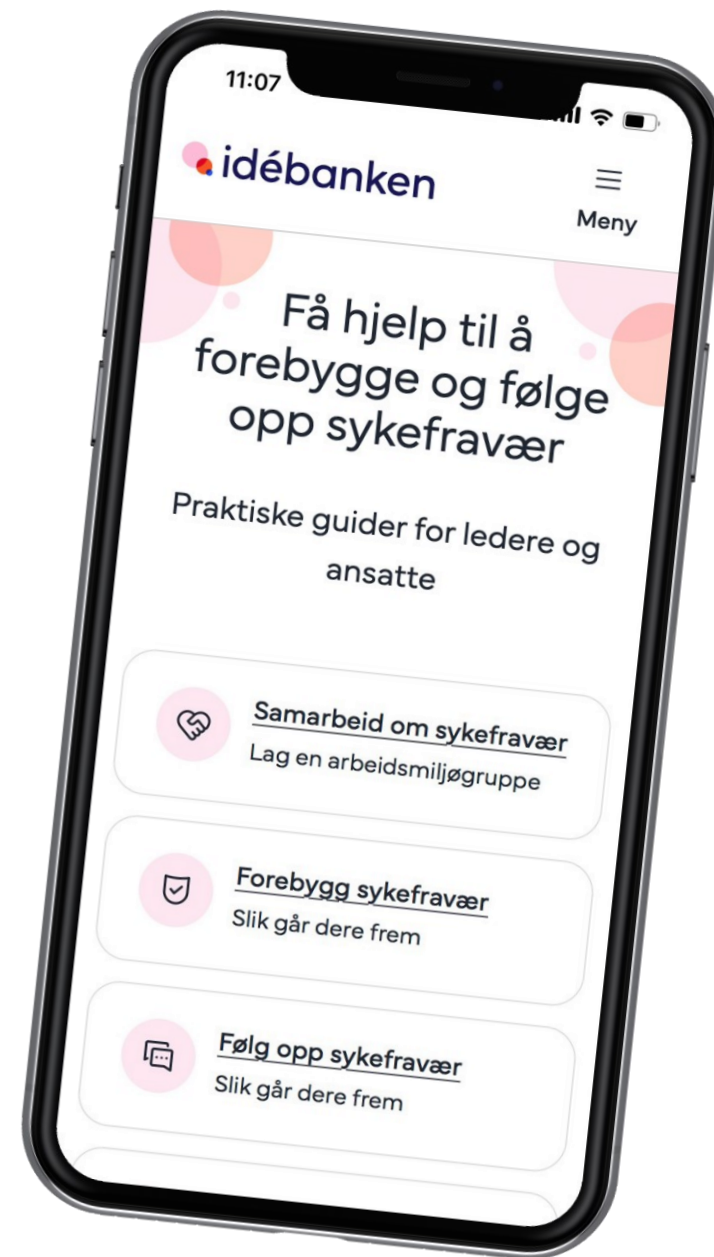 11:07
idébanken
Meny
Få hjelp til å
forebygge og følge
opp sykefravær
Praktiske guider for ledere og
ansatte
Samarbeid om sykefravær
Lag en arbeidsmiljøgruppe
Forebygg sykefravær
Slik går dere frem
Følg opp sykefravær
Slik går dere frem